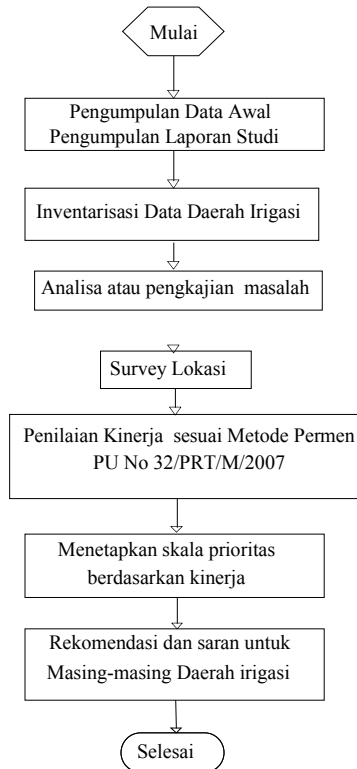 Mulai
Pengumpulan Data Awal
Pengumpulan Laporan Studi
Inventarisasi Data Daerah Irigasi
Analisa atau pengkajian masalah
Survey Lokasi
Penilaian Kinerja sesuai Metode Permen
PU No 32/PRT/M/2007
Menetapkan skala prioritas
berdasarkan kinerja
Rekomendasi dan saran untuk
Masing-masing Daerah irigasi
Selesai